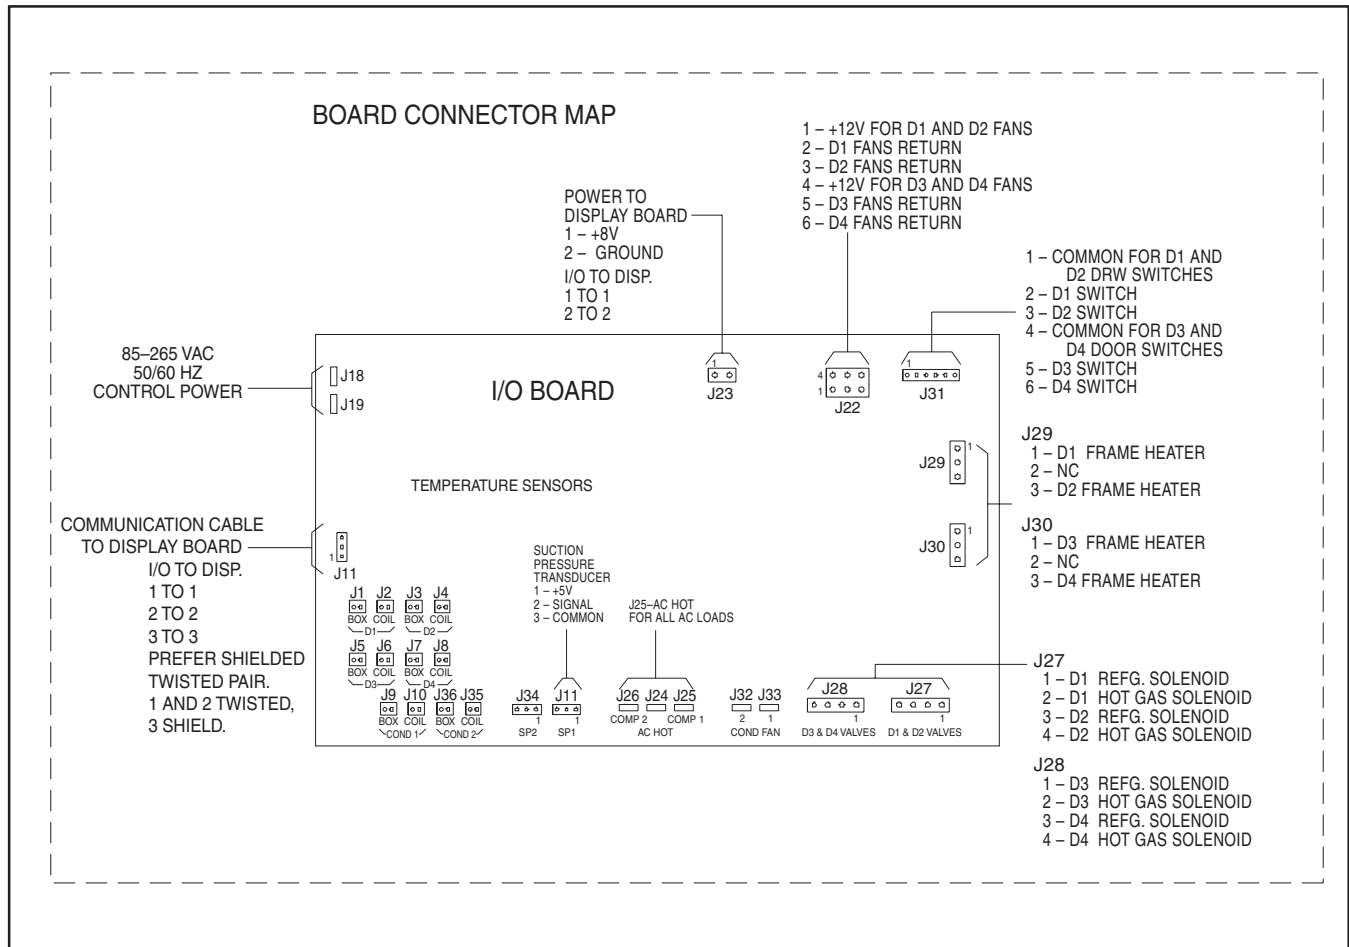 BOARD CONNECTOR MAP
1 – +12V FOR D1 AND D2 FANS
2 – D1 FANS RETURN
3 – D2 FANS RETURN
4 – +12V FOR D3 AND D4 FANS
5 – D3 FANS RETURN
6 – D4 FANS RETURN
POWER TO
DISPLAY BOARD
1 – +8V
2 – GROUND
I/O TO DISP.
1 TO 1
2 TO 2
1 – COMMON FOR D1 AND
D2 DRW SWITCHES
2 – D1 SWITCH
3 – D2 SWITCH
4 – COMMON FOR D3 AND
D4 DOOR SWITCHES
5 – D3 SWITCH
6 – D4 SWITCH
85–265 VAC
50/60 HZ
CONTROL POWER
J18
J19
I/O BOARD
1
J23
4
1
J22
1
J31
J29
1
J30
1
J29
1 – D1 FRAME HEATER
2 – NC
3 – D2 FRAME HEATER
J30
1 – D3 FRAME HEATER
2 – NC
3 – D4 FRAME HEATER
TEMPERATURE SENSORS
COMMUNICATION CABLE
TO DISPLAY BOARD
I/O TO DISP.
1 TO 1
2 TO 2
3 TO 3
PREFER SHIELDED
TWISTED PAIR.
1 AND 2 TWISTED,
3 SHIELD.
1
J11
J1 J2 J3 J4
BOX COIL BOX COIL
D1 D2
J5 J6 J7 J8
BOX COIL BOX COIL
D3 D4
J9 J10 J36 J35
BOX COIL BOX COIL
COND 1 COND 2
SUCTION
PRESSURE
TRANSDUCER
1 – +5V
2 – SIGNAL
3 – COMMON
J34 J11
1 1
SP2 SP1
J25–AC HOT
FOR ALL AC LOADS
J26 J24 J25
COMP 2 COMP 1
AC HOT
J32 J33
2 1
COND FAN
J28 J27
1 1
D3 & D4 VALVES D1 & D2 VALVES
J27
1 – D1 REFG. SOLENOID
2 – D1 HOT GAS SOLENOID
3 – D2 REFG. SOLENOID
4 – D2 HOT GAS SOLENOID
J28
1 – D3 REFG. SOLENOID
2 – D3 HOT GAS SOLENOID
3 – D4 REFG. SOLENOID
4 – D4 HOT GAS SOLENOID